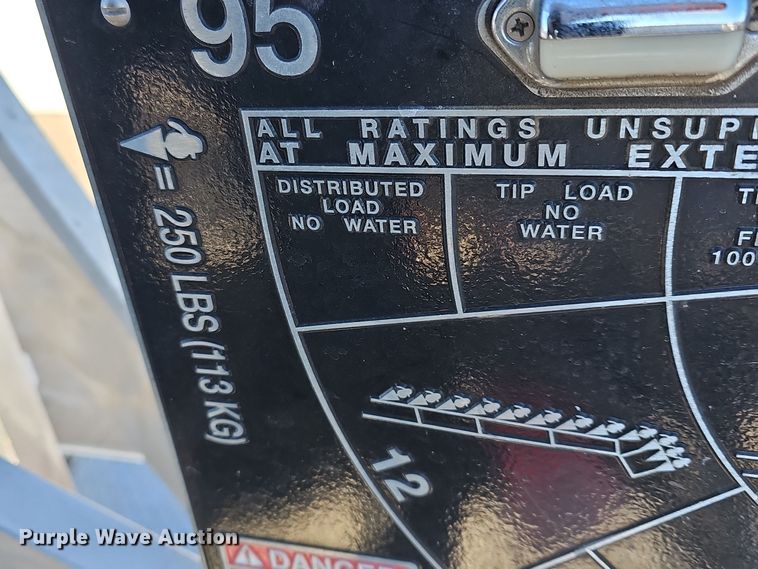 95
ALL RATINGS
AT MAXIMUM
DISTRIBUTED
LOAD
NO WATER
TIP LOAD
NO
WATER
100
= 250 LBS (113 KG)
12
DANGER
Purple Wave Auction